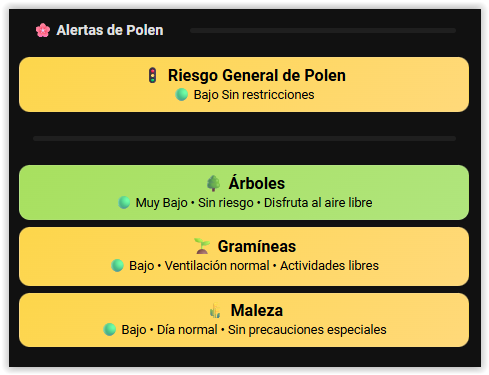 Alertas de Polen
Riesgo General de Polen
Bajo Sin restricciones
Árboles
Muy Bajo • Sin riesgo • Disfruta al aire libre
Gramíneas
Bajo • Ventilación normal • Actividades libres
Maleza
Bajo • Día normal • Sin precauciones especiales